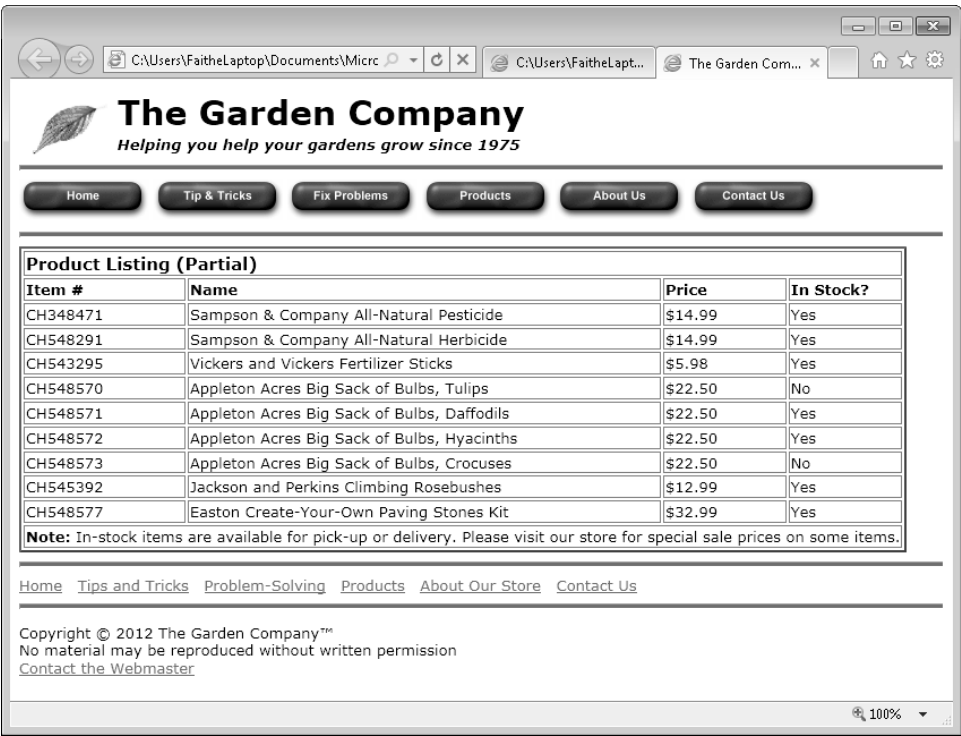 C:\Users\FaitheLaptop\Documents\Micrc
C:\Users\FaitheLapt...
The Garden Com...
The Garden Company
Helping you help your gardens grow since 1975
Home Tip & Tricks Fix Problems Products About Us Contact Us
Product Listing (Partial)
Item # Name Price In Stock?
CH348471 Sampson & Company All-Natural Pesticide $14.99 Yes
CH548291 Sampson & Company All-Natural Herbicide $14.99 Yes
CH543295 Vickers and Vickers Fertilizer Sticks $5.98 Yes
CH548570 Appleton Acres Big Sack of Bulbs, Tulips $22.50 No
CH548571 Appleton Acres Big Sack of Bulbs, Daffodils $22.50 Yes
CH548572 Appleton Acres Big Sack of Bulbs, Hyacinths $22.50 Yes
CH548573 Appleton Acres Big Sack of Bulbs, Crocuses $22.50 No
CH545392 Jackson and Perkins Climbing Rosebushes $12.99 Yes
CH548577 Easton Create-Your-Own Paving Stones Kit $32.99 Yes
Note: In-stock items are available for pick-up or delivery. Please visit our store for special sale prices on some items.
Home Tips and Tricks Problem-Solving Products About Our Store Contact Us
Copyright © 2012 The Garden Company™
No material may be reproduced without written permission
Contact the Webmaster
100%